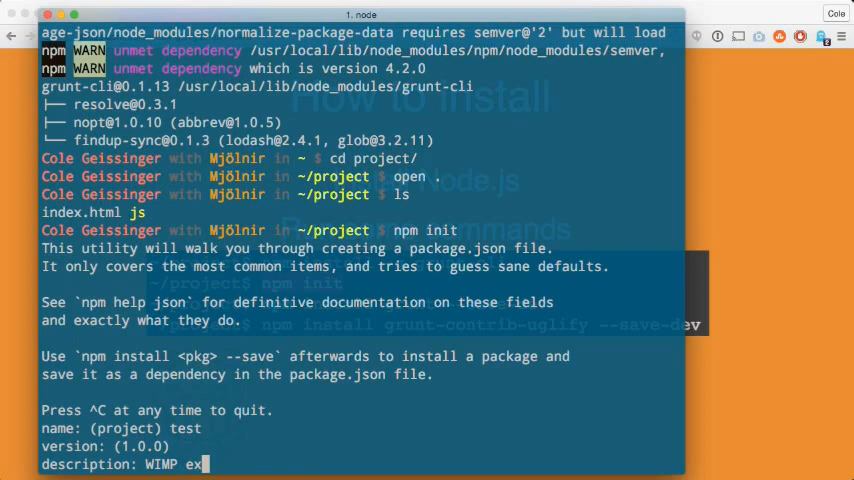 1. node
Cole
age-json/node_modules/normalize-package-data requires semver@'2' but will load
npm WARN unmet dependency /usr/local/lib/node_modules/npm/node_modules/semver,
npm WARN unmet dependency which is version 4.2.0
grunt-cli@0.1.13 /usr/local/lib/node_modules/grunt-cli
How to install
├── resolve@0.3.1
├── nopt@1.0.10 (abbrev@1.0.5)
└── findup-sync@0.1.3 (lodash@2.4.1, glob@3.2.11)
Cole Geissinger with Mjölnir in ~ $ cd project/
Cole Geissinger with Mjölnir in ~/project $ open .
Node.js
Cole Geissinger with Mjölnir in ~/project $ ls
index.html js
Cole Geissinger with Mjölnir in ~/project $ npm init
commands
This utility will walk you through creating a package.json file.
It only covers the most common items, and tries to guess sane defaults.
~/project$ npm init
See `npm help json` for definitive documentation on these fields
and exactly what they do.
npm install grunt-contrib-uglify --save-dev
Use `npm install <pkg> --save` afterwards to install a package and
save it as a dependency in the package.json file.
Press ^C at any time to quit.
name: (project) test
version: (1.0.0)
description: WIMP ex